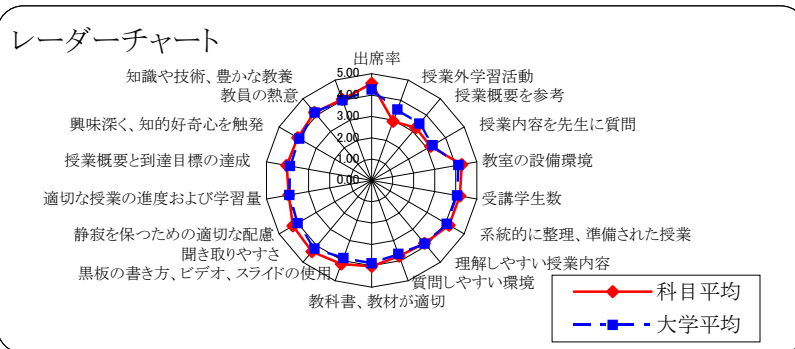 レーダーチャート
出席率
授業外学習活動
授業概要を参考
授業内容を先生に質問
教室の設備環境
受講学生数
系統的に整理、準備された授業
理解しやすい授業内容
質問しやすい環境
教科書、教材が適切
黒板の書き方、ビデオ、スライドの使用
聞き取りやすさ
静寂を保つための適切な配慮
適切な授業の進度および学習量
授業概要と到達目標の達成
興味深く、知的好奇心を触発
教員の熱意
知識や技術、豊かな教養
5.00
4.00
3.00
2.00
1.00
0.00
科目平均
大学平均